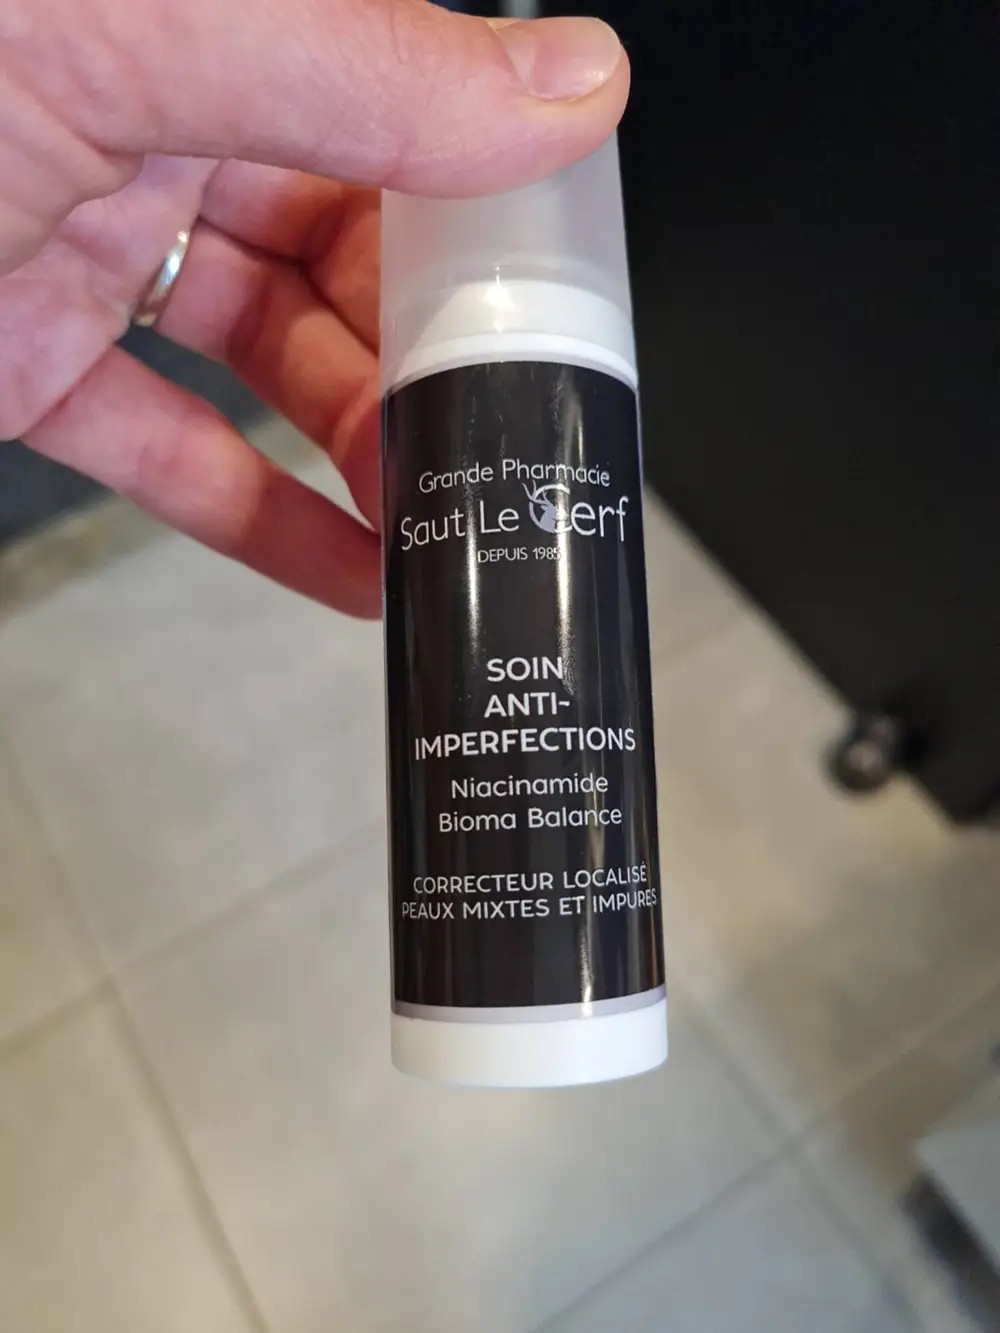 Grande Pharmacie
Saut Le Cerf
DEPUIS 1985
SOIN
ANTI-
IMPERFECTIONS
Niacinamide
Bioma Balance
CORRECTEUR LOCALISÉ
PEAUX MIXTES ET IMPURES